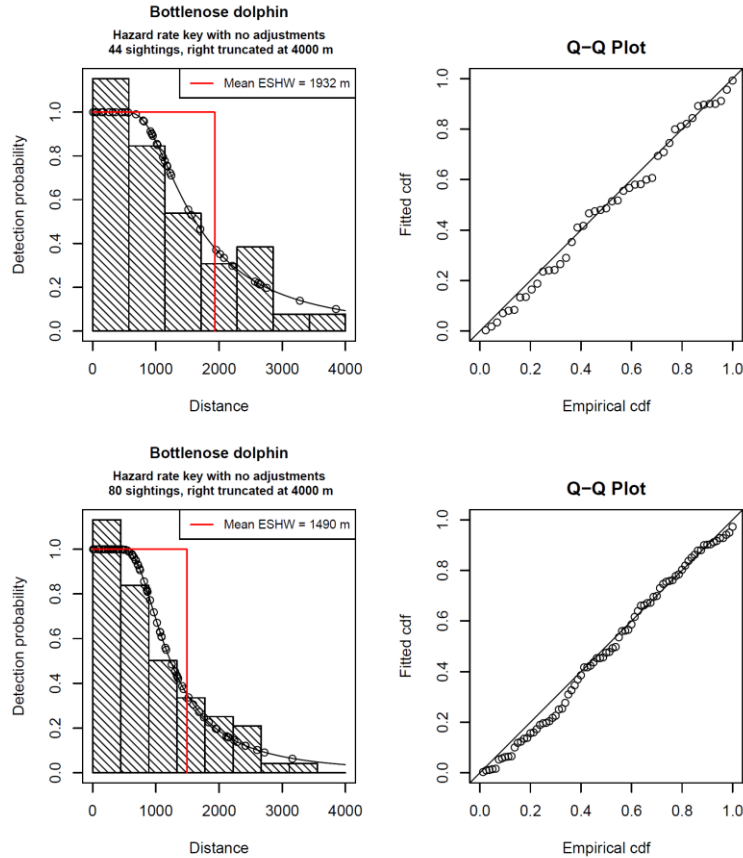 Bottlenose dolphin
Hazard rate key with no adjustments
44 sightings, right truncated at 4000 m
Mean ESHW = 1932 m
Detection probability
0.0 0.2 0.4 0.6 0.8 1.0
0 1000 2000 3000 4000
Distance
Q−Q Plot
Fitted cdf
0.0 0.2 0.4 0.6 0.8 1.0
0.0 0.2 0.4 0.6 0.8 1.0
Empirical cdf
Bottlenose dolphin
Hazard rate key with no adjustments
80 sightings, right truncated at 4000 m
Mean ESHW = 1490 m
Detection probability
0.0 0.2 0.4 0.6 0.8 1.0
0 1000 2000 3000 4000
Distance
Q−Q Plot
Fitted cdf
0.0 0.2 0.4 0.6 0.8 1.0
0.0 0.2 0.4 0.6 0.8 1.0
Empirical cdf